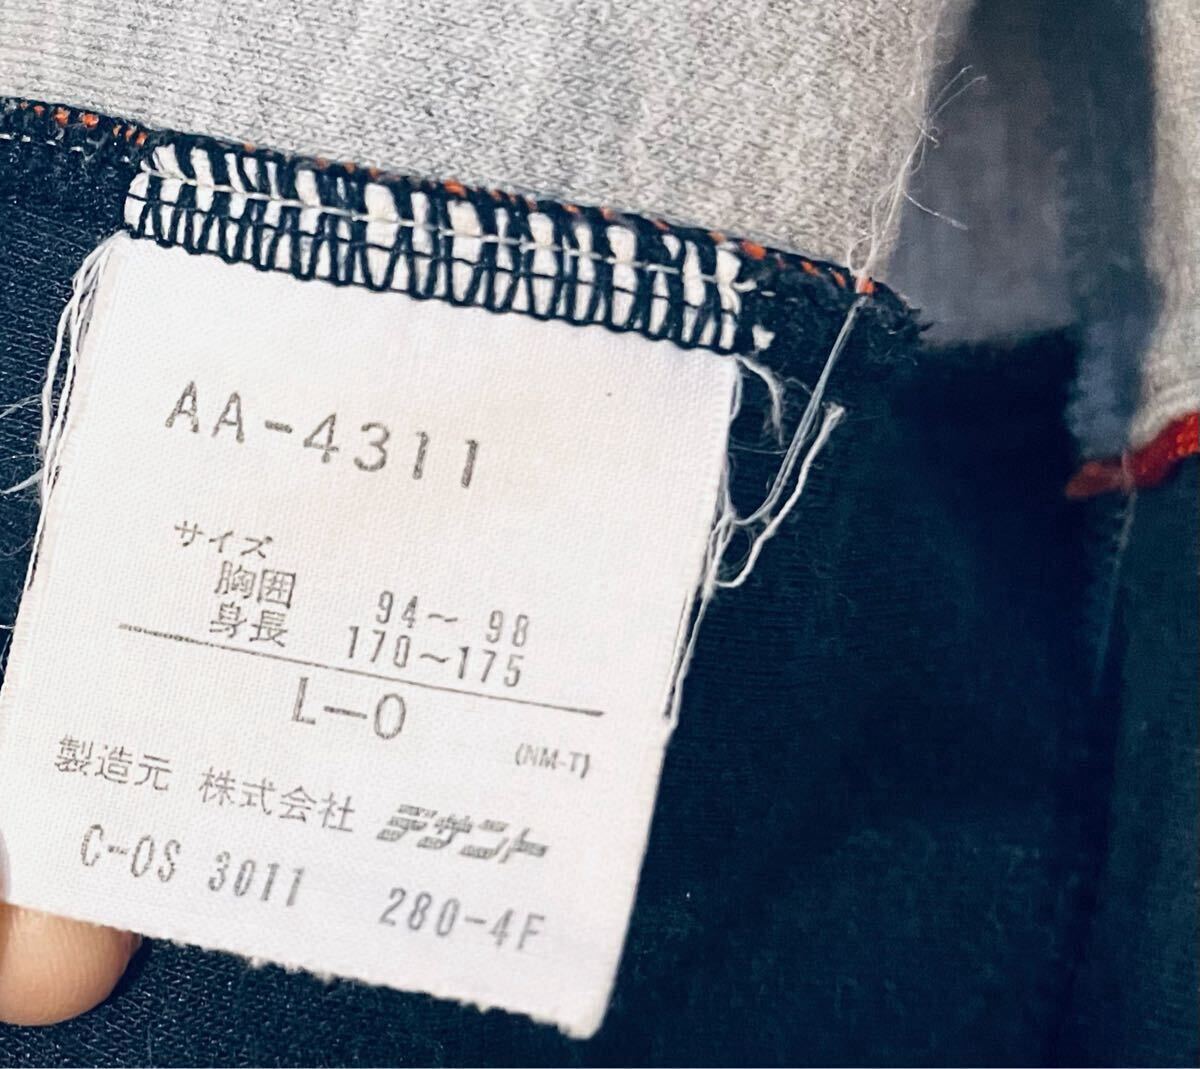 AA-4311
サイズ
胸囲 94～98
身長 170～175
L-O
(NM-T)
製造元 株式会社 デサント
C-OS 3011 280-4F